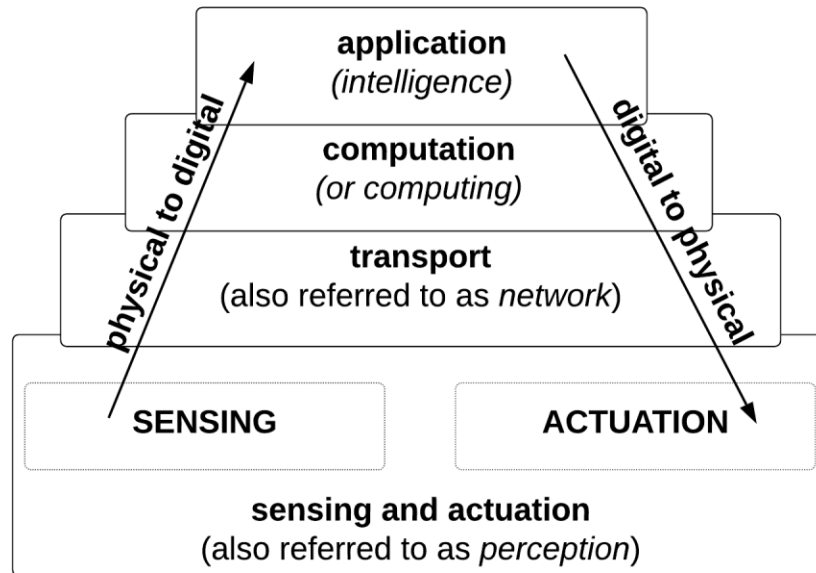 application
(intelligence)
computation
(or computing)
transport
(also referred to as network)
physical to digital
digital to physical
SENSING
ACTUATION
sensing and actuation
(also referred to as perception)